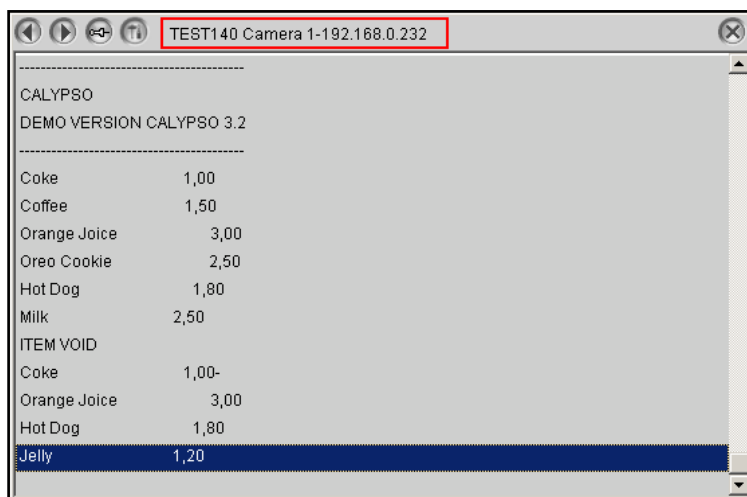 TEST140 Camera 1-192.168.0.232
----------------------------------------
CALYPSO
DEMO VERSION CALYPSO 3.2
----------------------------------------
Coke 1,00
Coffee 1,50
Orange Joice 3,00
Oreo Cookie 2,50
Hot Dog 1,80
Milk 2,50
ITEM VOID
Coke 1,00-
Orange Joice 3,00
Hot Dog 1,80
Jelly 1,20